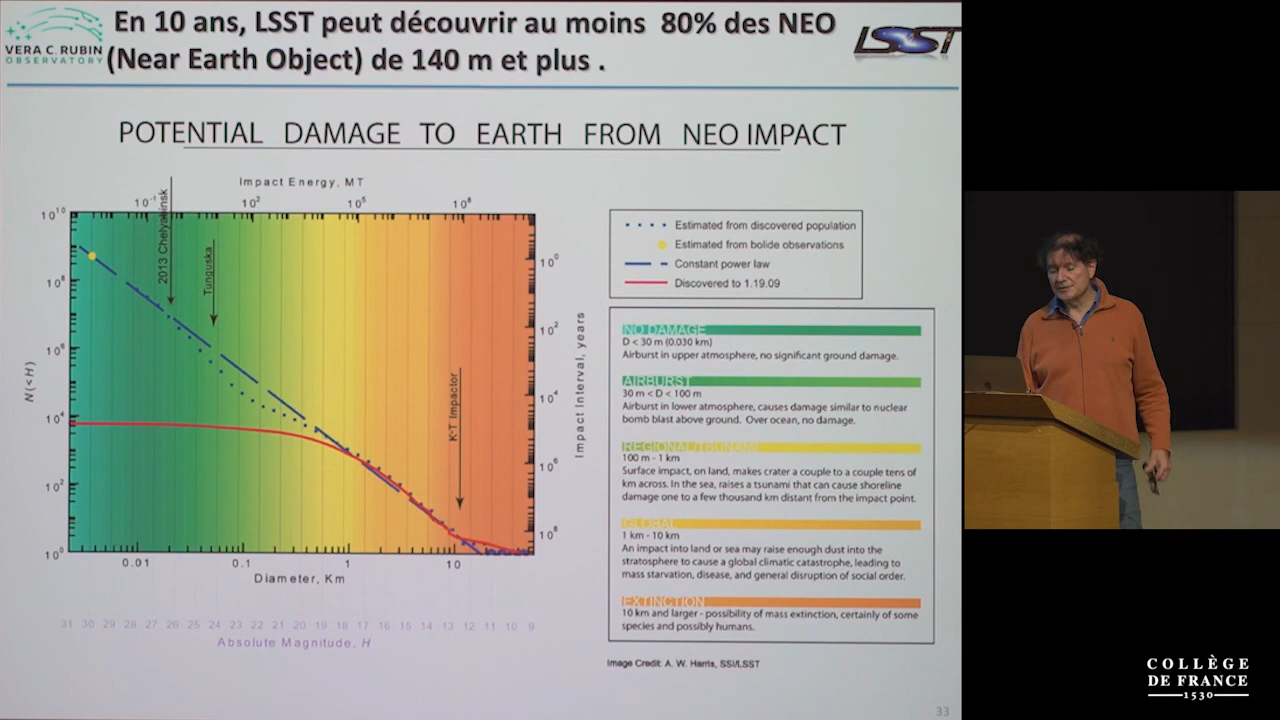 VERA C. RUBIN
OBSERVATORY
En 10 ans, LSST peut découvrir au moins 80% des NEO
(Near Earth Object) de 140 m et plus .
LSST
POTENTIAL DAMAGE TO EARTH FROM NEO IMPACT
Impact Energy, MT
10-1 10² 10⁶ 10⁸
10¹⁰
10⁸
10⁶
10⁴
10²
10⁰
N(<H)
2013 Chelyabinsk
Tunguska
K-T Impactor
10⁰
10²
10⁴
10⁶
10⁸
Impact Interval, years
0.01 0.1 1 10
Diameter, Km
31 30 29 28 27 26 25 24 23 22 21 20 19 18 17 16 15 14 13 12 11 10 9
Absolute Magnitude, H
Estimated from discovered population
Estimated from bolide observations
Constant power law
Discovered to 1.19.09
NO DAMAGE
D < 30 m (0.030 km)
Airburst in upper atmosphere, no significant ground damage.
AIRBURST
30 m < D < 100 m
Airburst in lower atmosphere, causes damage similar to nuclear
bomb blast above ground. Over ocean, no damage.
REGIONAL/TSUNAMI
100 m - 1 km
Surface impact, on land, makes crater a couple to a couple tens of
km across. In the sea, raises a tsunami that can cause shoreline
damage one to a few thousand km distant from the impact point.
GLOBAL
1 km - 10 km
An impact into land or sea may raise enough dust into the
stratosphere to cause a global climatic catastrophe, leading to
mass starvation, disease, and general disruption of social order.
EXTINCTION
10 km and larger - possibility of mass extinction, certainly of some
species and possibly humans.
Image Credit: A. W. Harris, SSI/LSST
33
COLLÈGE
DE FRANCE
1530